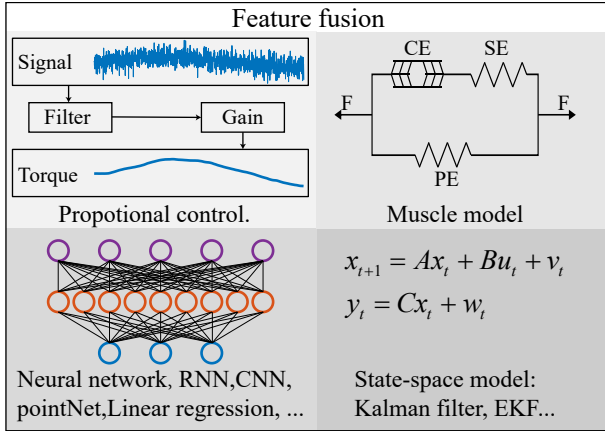 Feature fusion
Signal
Filter
Gain
Torque
Propotional control.
CE
SE
F
F
PE
Muscle model
Neural network, RNN,CNN,
pointNet,Linear regression, ...
x_{t+1} = Ax_t + Bu_t + v_t
y_t = Cx_t + w_t
State-space model:
Kalman filter, EKF...